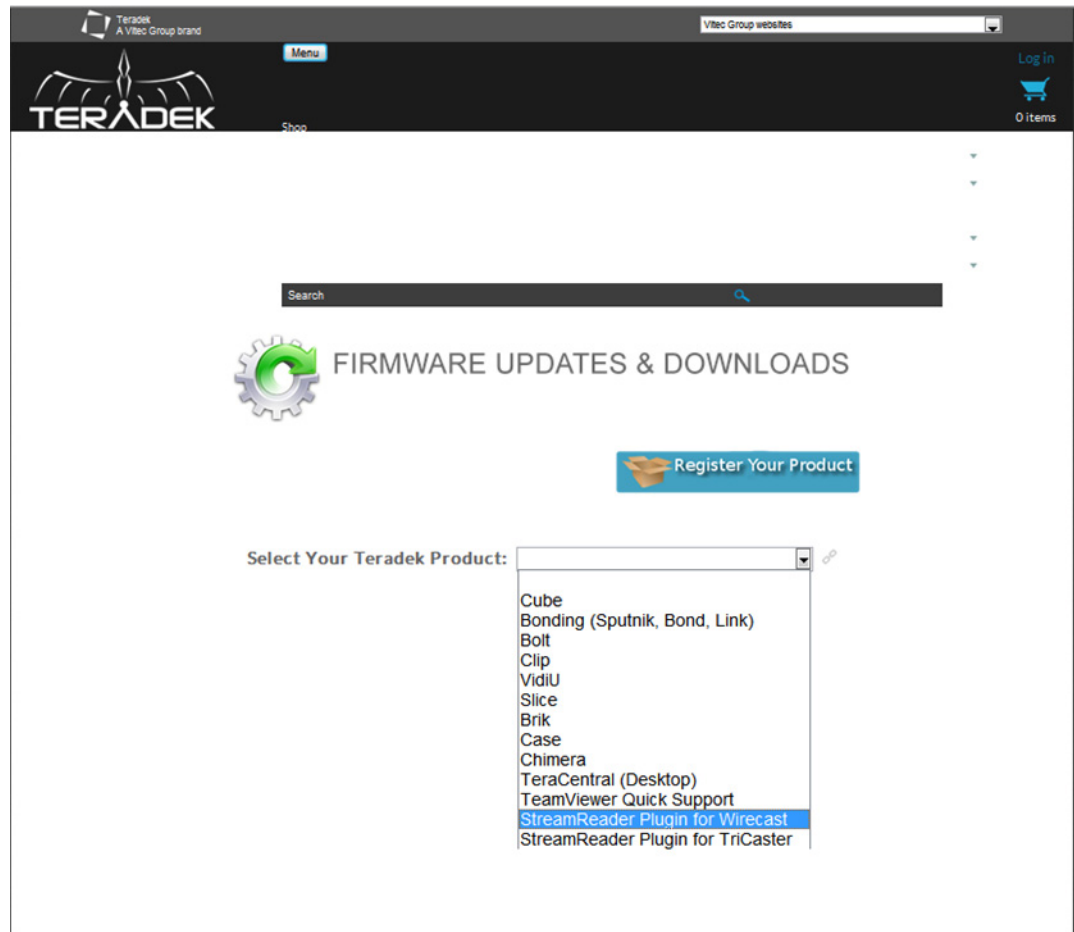 Teradek
A Vitec Group brand
Vitec Group websites
Menu
Log in
TERADEK
0 items
Shop
Search
FIRMWARE UPDATES & DOWNLOADS
Register Your Product
Select Your Teradek Product:
Cube
Bonding (Sputnik, Bond, Link)
Bolt
Clip
VidiU
Slice
Brik
Case
Chimera
TeraCentral (Desktop)
TeamViewer Quick Support
StreamReader Plugin for Wirecast
StreamReader Plugin for TriCaster